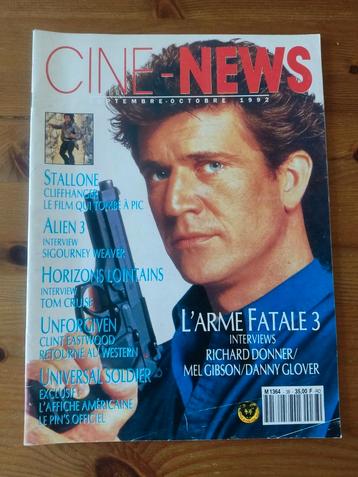 CINE-NEWS
SEPTEMBRE-OCTOBRE 1992
STALLONE
CLIFFHANGER
LE FILM QUI TOMBE À PIC
ALIEN 3
INTERVIEW
SIGOURNEY WEAVER
HORIZONS LOINTAINS
INTERVIEW
TOM CRUISE
UNFORGIVEN
CLINT EASTWOOD
RETOURNE AU WESTERN
UNIVERSAL SOLDIER
EXCLUSIF
L'AFFICHE AMÉRICAINE
LE PIN'S OFFICIEL
L'ARME FATALE 3
INTERVIEWS
RICHARD DONNER/
MEL GIBSON/DANNY GLOVER
M 1364 - 38 - 35,00 F